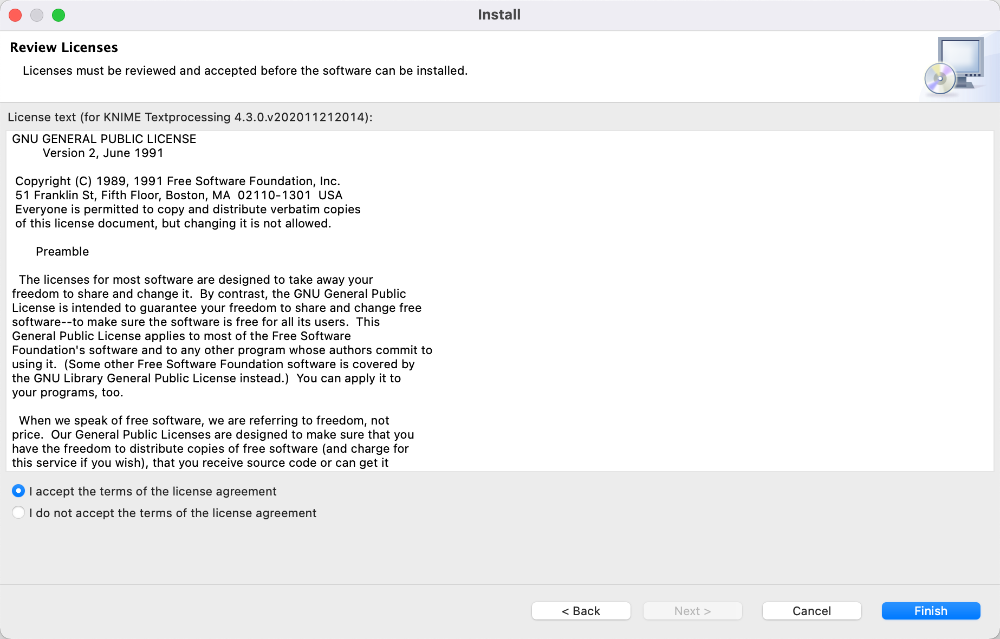 Install
Review Licenses
Licenses must be reviewed and accepted before the software can be installed.
License text (for KNIME Textprocessing 4.3.0.v202011212014):
GNU GENERAL PUBLIC LICENSE
Version 2, June 1991
Copyright (C) 1989, 1991 Free Software Foundation, Inc.
51 Franklin St, Fifth Floor, Boston, MA  02110-1301  USA
Everyone is permitted to copy and distribute verbatim copies
of this license document, but changing it is not allowed.
Preamble
The licenses for most software are designed to take away your
freedom to share and change it.  By contrast, the GNU General Public
License is intended to guarantee your freedom to share and change free
software--to make sure the software is free for all its users.  This
General Public License applies to most of the Free Software
Foundation's software and to any other program whose authors commit to
using it.  (Some other Free Software Foundation software is covered by
the GNU Library General Public License instead.)  You can apply it to
your programs, too.
When we speak of free software, we are referring to freedom, not
price.  Our General Public Licenses are designed to make sure that you
have the freedom to distribute copies of free software (and charge for
this service if you wish), that you receive source code or can get it
I accept the terms of the license agreement
I do not accept the terms of the license agreement
< Back
Next >
Cancel
Finish